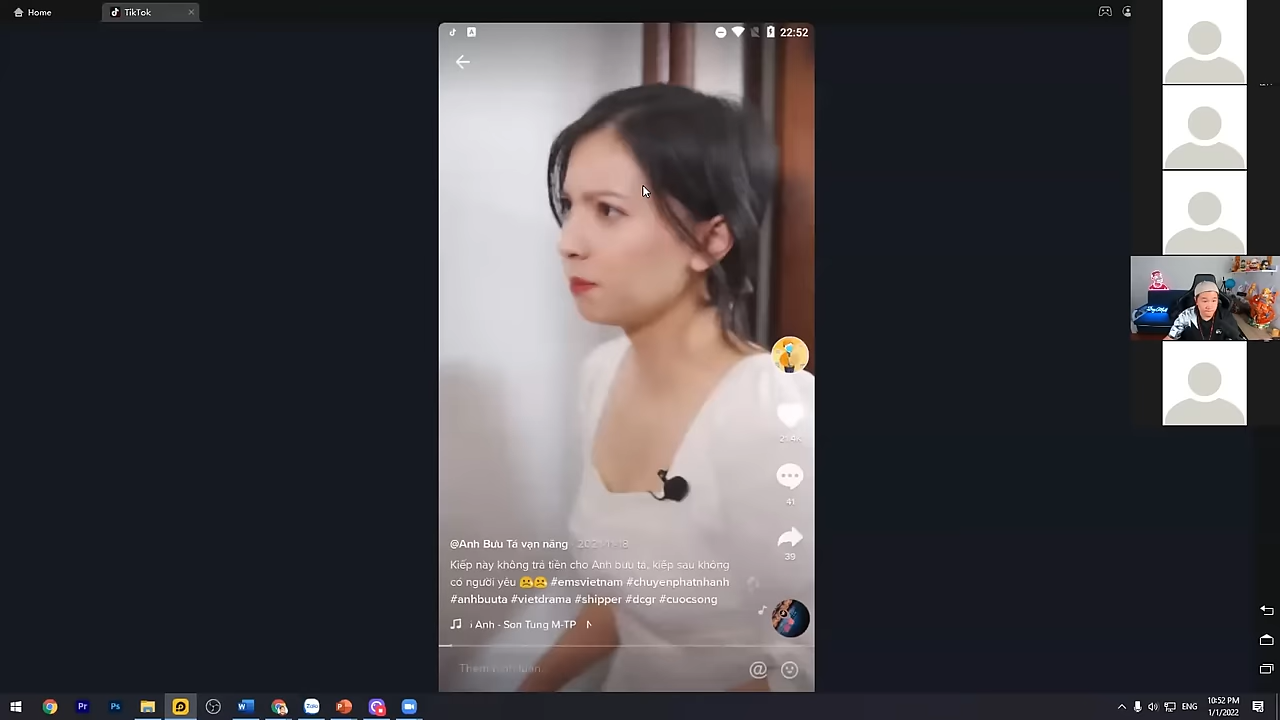 Home
TikTok
22:52
@Anh Bưu Tá vạn năng
Kiếp này không trả tiền cho Anh bưu tá, kiếp sau không
có người yêu ☹️☹️ #emsvietnam #chuyenphatnhanh
#anhbuuta #vietdrama #shipper #dcgr #cuocsong
i Anh - Son Tung M-TP
41
39
ENG
10:52 PM
1/1/2022